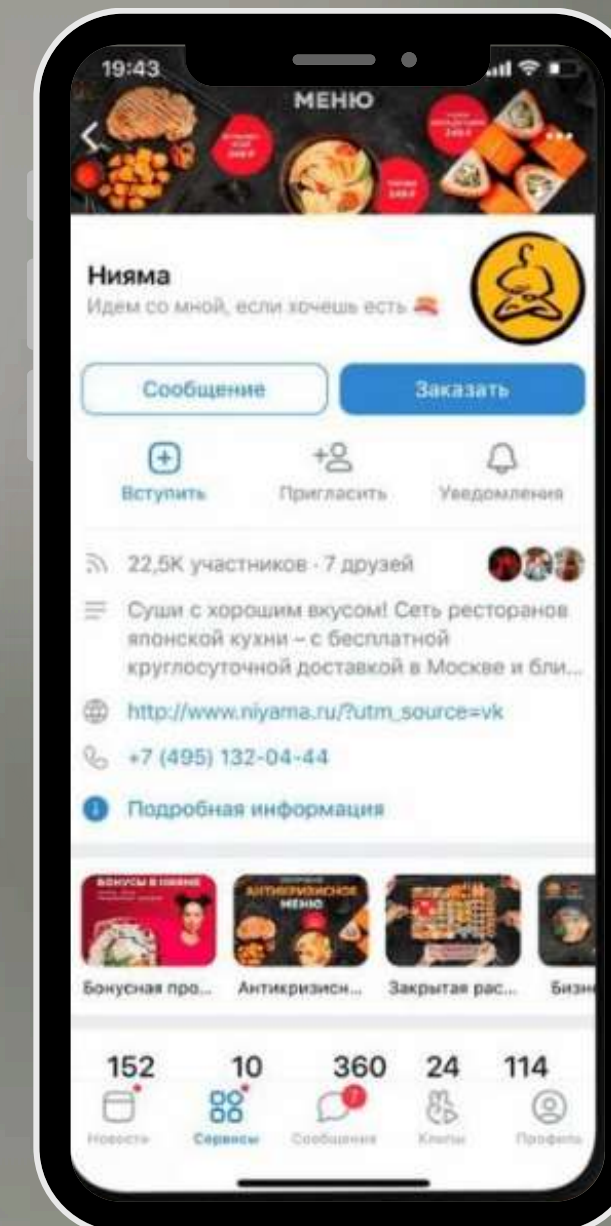 19:43
МЕНЮ
Нияма
Идем со мной, если хочешь есть
Сообщение
Заказать
Вступить
Пригласить
Уведомления
22,5K участников · 7 друзей
Суши с хорошим вкусом! Сеть ресторанов
японской кухни – с бесплатной
круглосуточной доставкой в Москве и бли...
http://www.niyama.ru/?utm_source=vk
+7 (495) 132-04-44
Подробная информация
БОНУСЫ В НИЯМЕ
АНТИКРИЗИСНОЕ
МЕНЮ
Бонусная про...
Антикризисн...
Закрытая рас...
Бизн
152
10
360
24
114
7
Новости
Сервисы
Сообщения
Клипы
Профиль